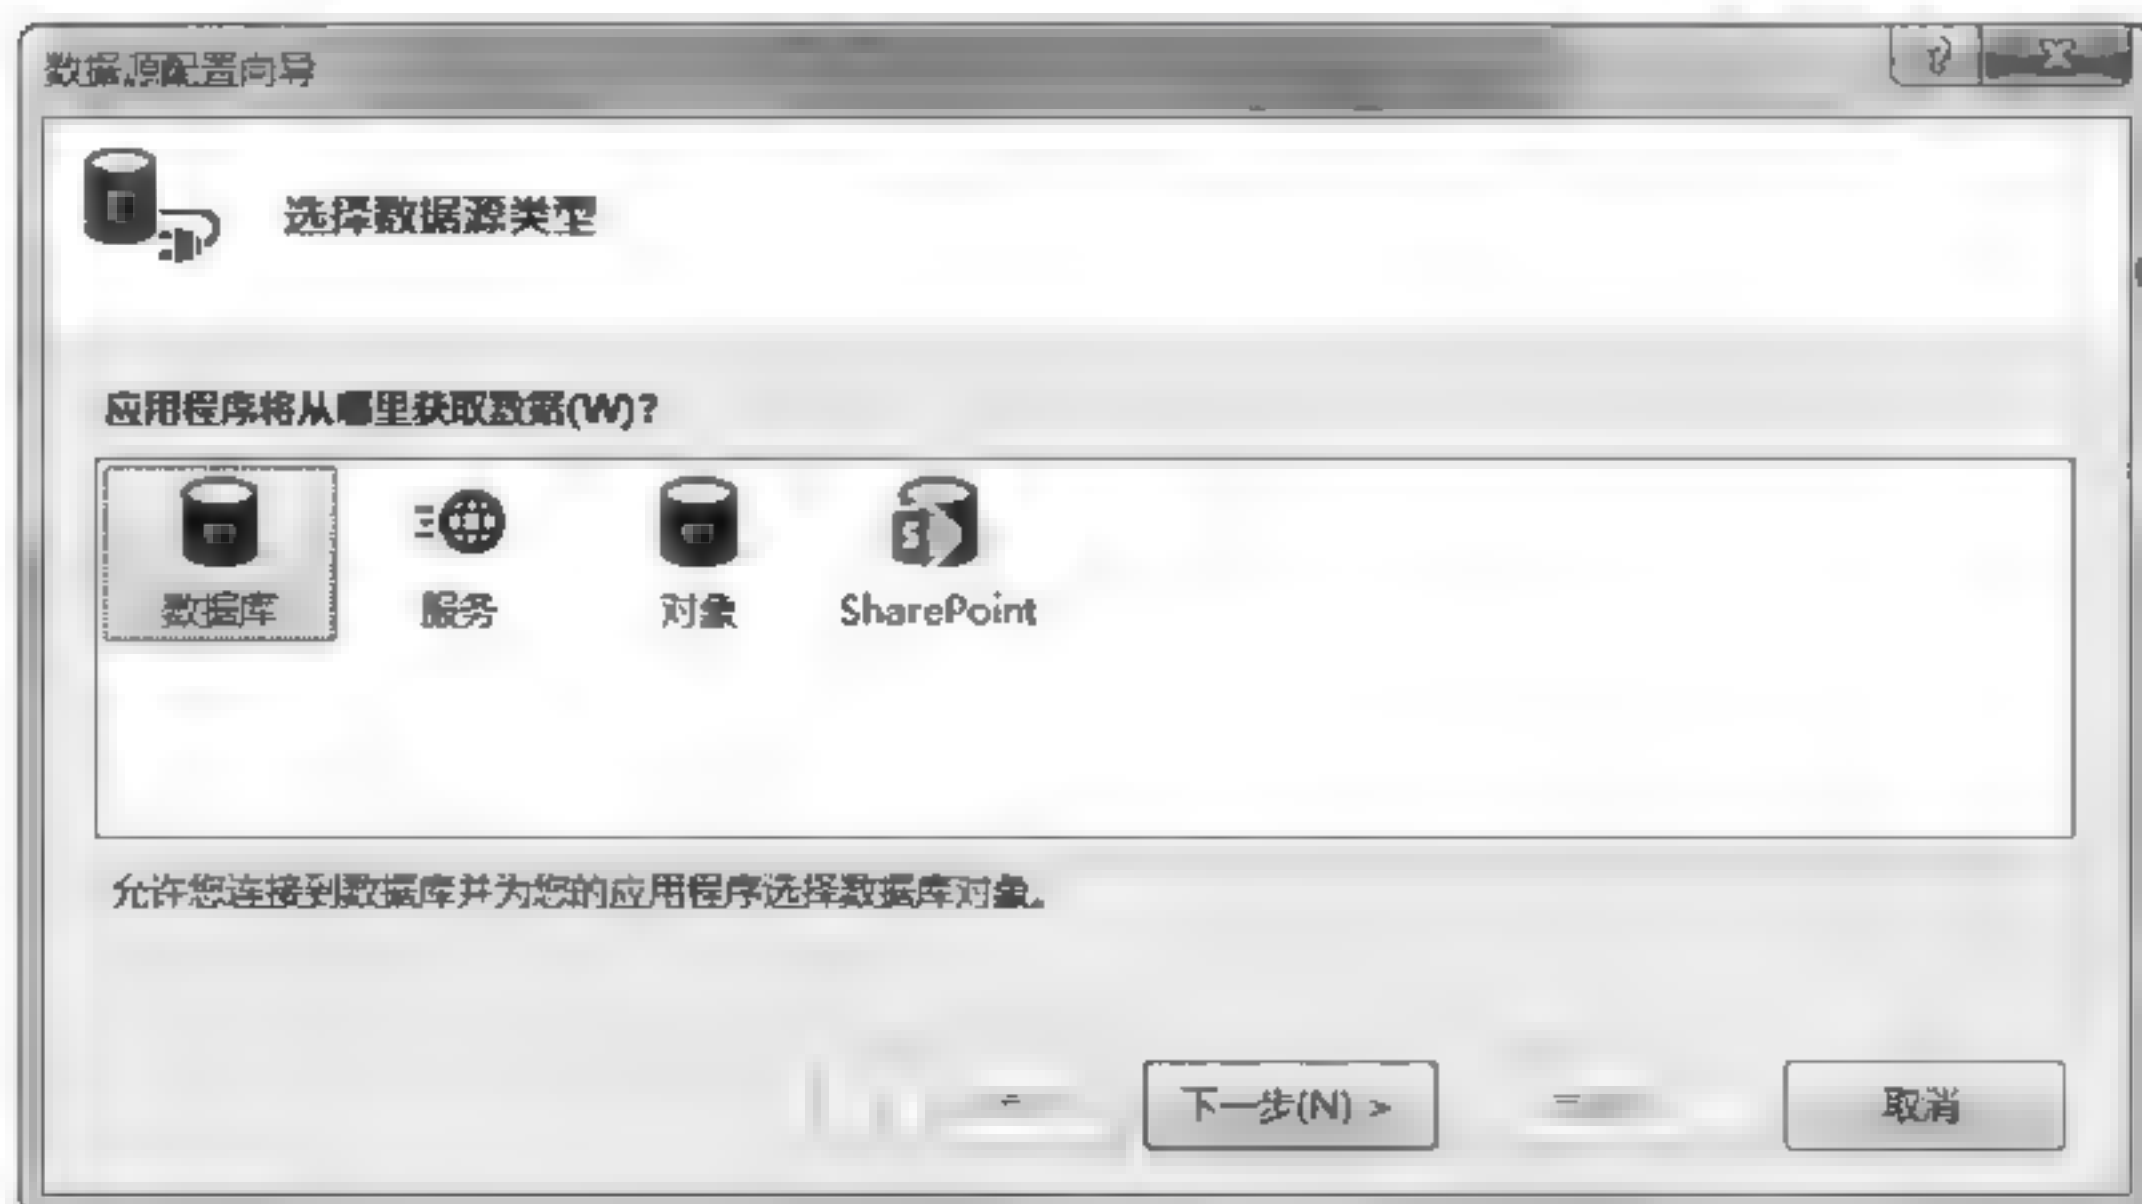 数据源配置向导
选择数据源类型
应用程序将从哪里获取数据(W)?
数据库 服务 对象 SharePoint
允许您连接到数据库并为您的应用程序选择数据库对象。
下一步(N) > 取消